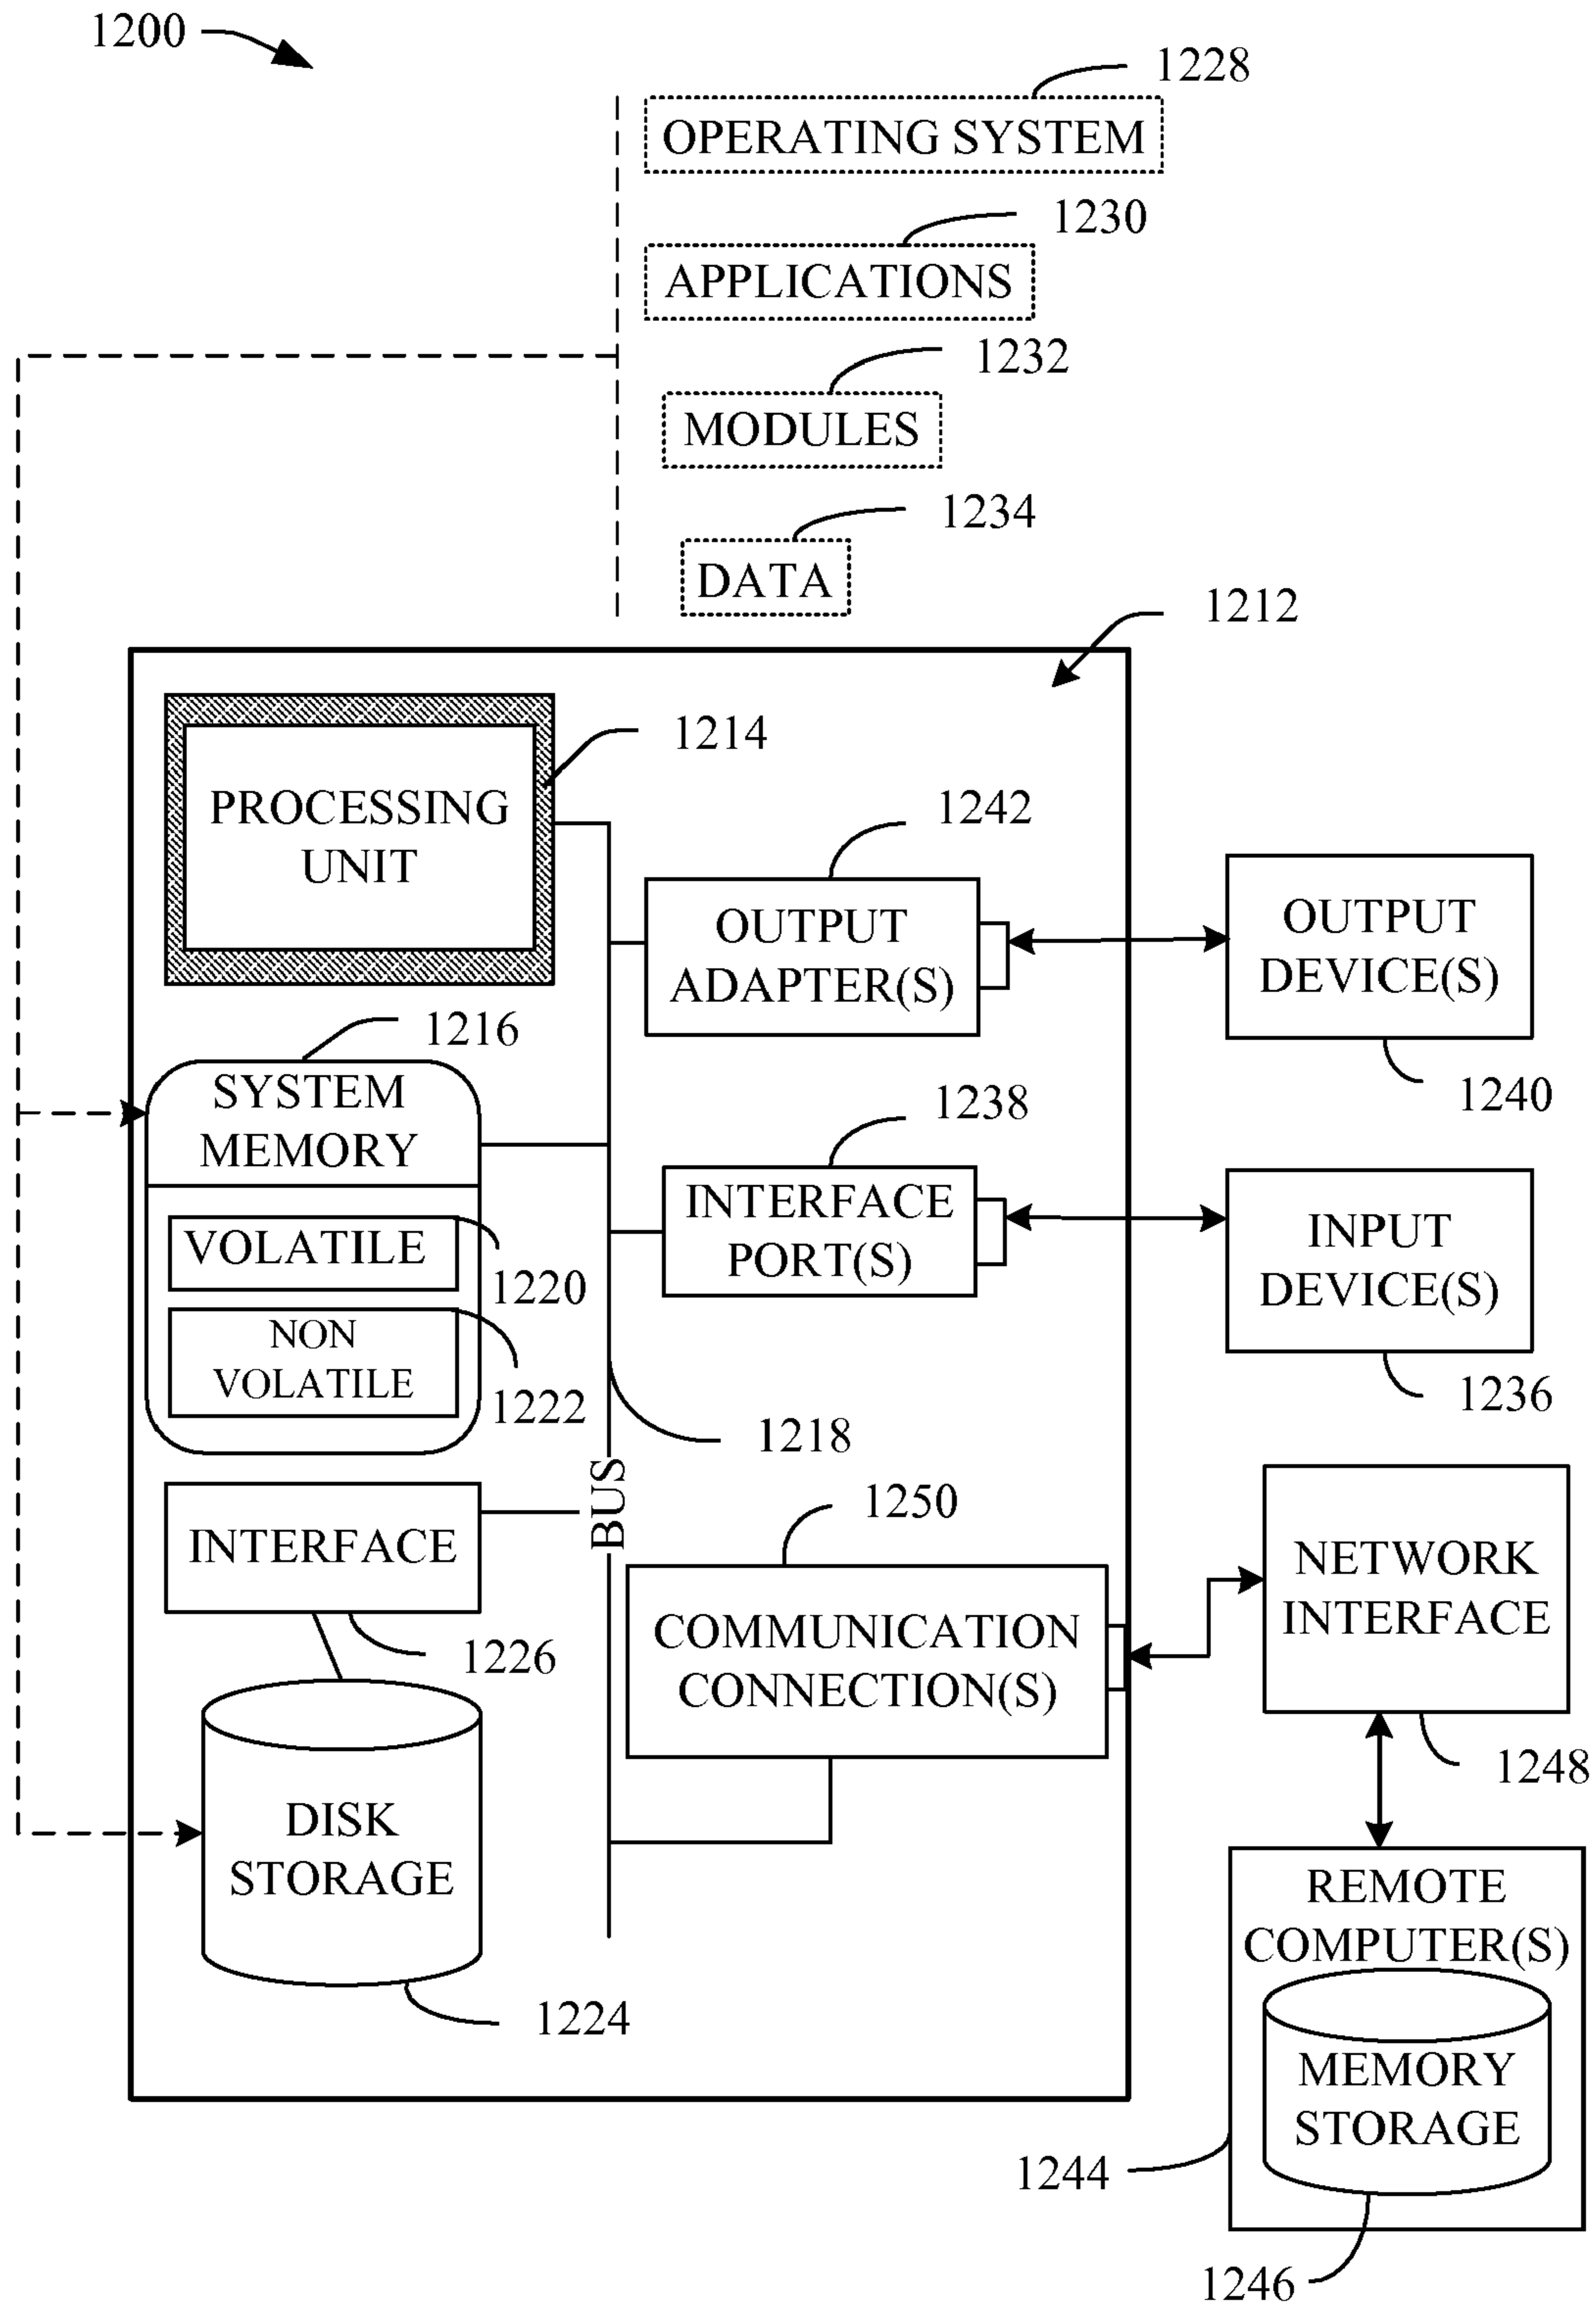 1200
1228
OPERATING SYSTEM
1230
APPLICATIONS
1232
MODULES
1234
DATA
1212
1214
PROCESSING
UNIT
1242
OUTPUT
ADAPTER(S)
OUTPUT
DEVICE(S)
1240
1216
SYSTEM
MEMORY
1238
INTERFACE
PORT(S)
INPUT
DEVICE(S)
1236
VOLATILE
1220
NON
VOLATILE
1222
1218
BUS
INTERFACE
1226
1250
COMMUNICATION
CONNECTION(S)
NETWORK
INTERFACE
1248
DISK
STORAGE
1224
REMOTE
COMPUTER(S)
MEMORY
STORAGE
1244
1246